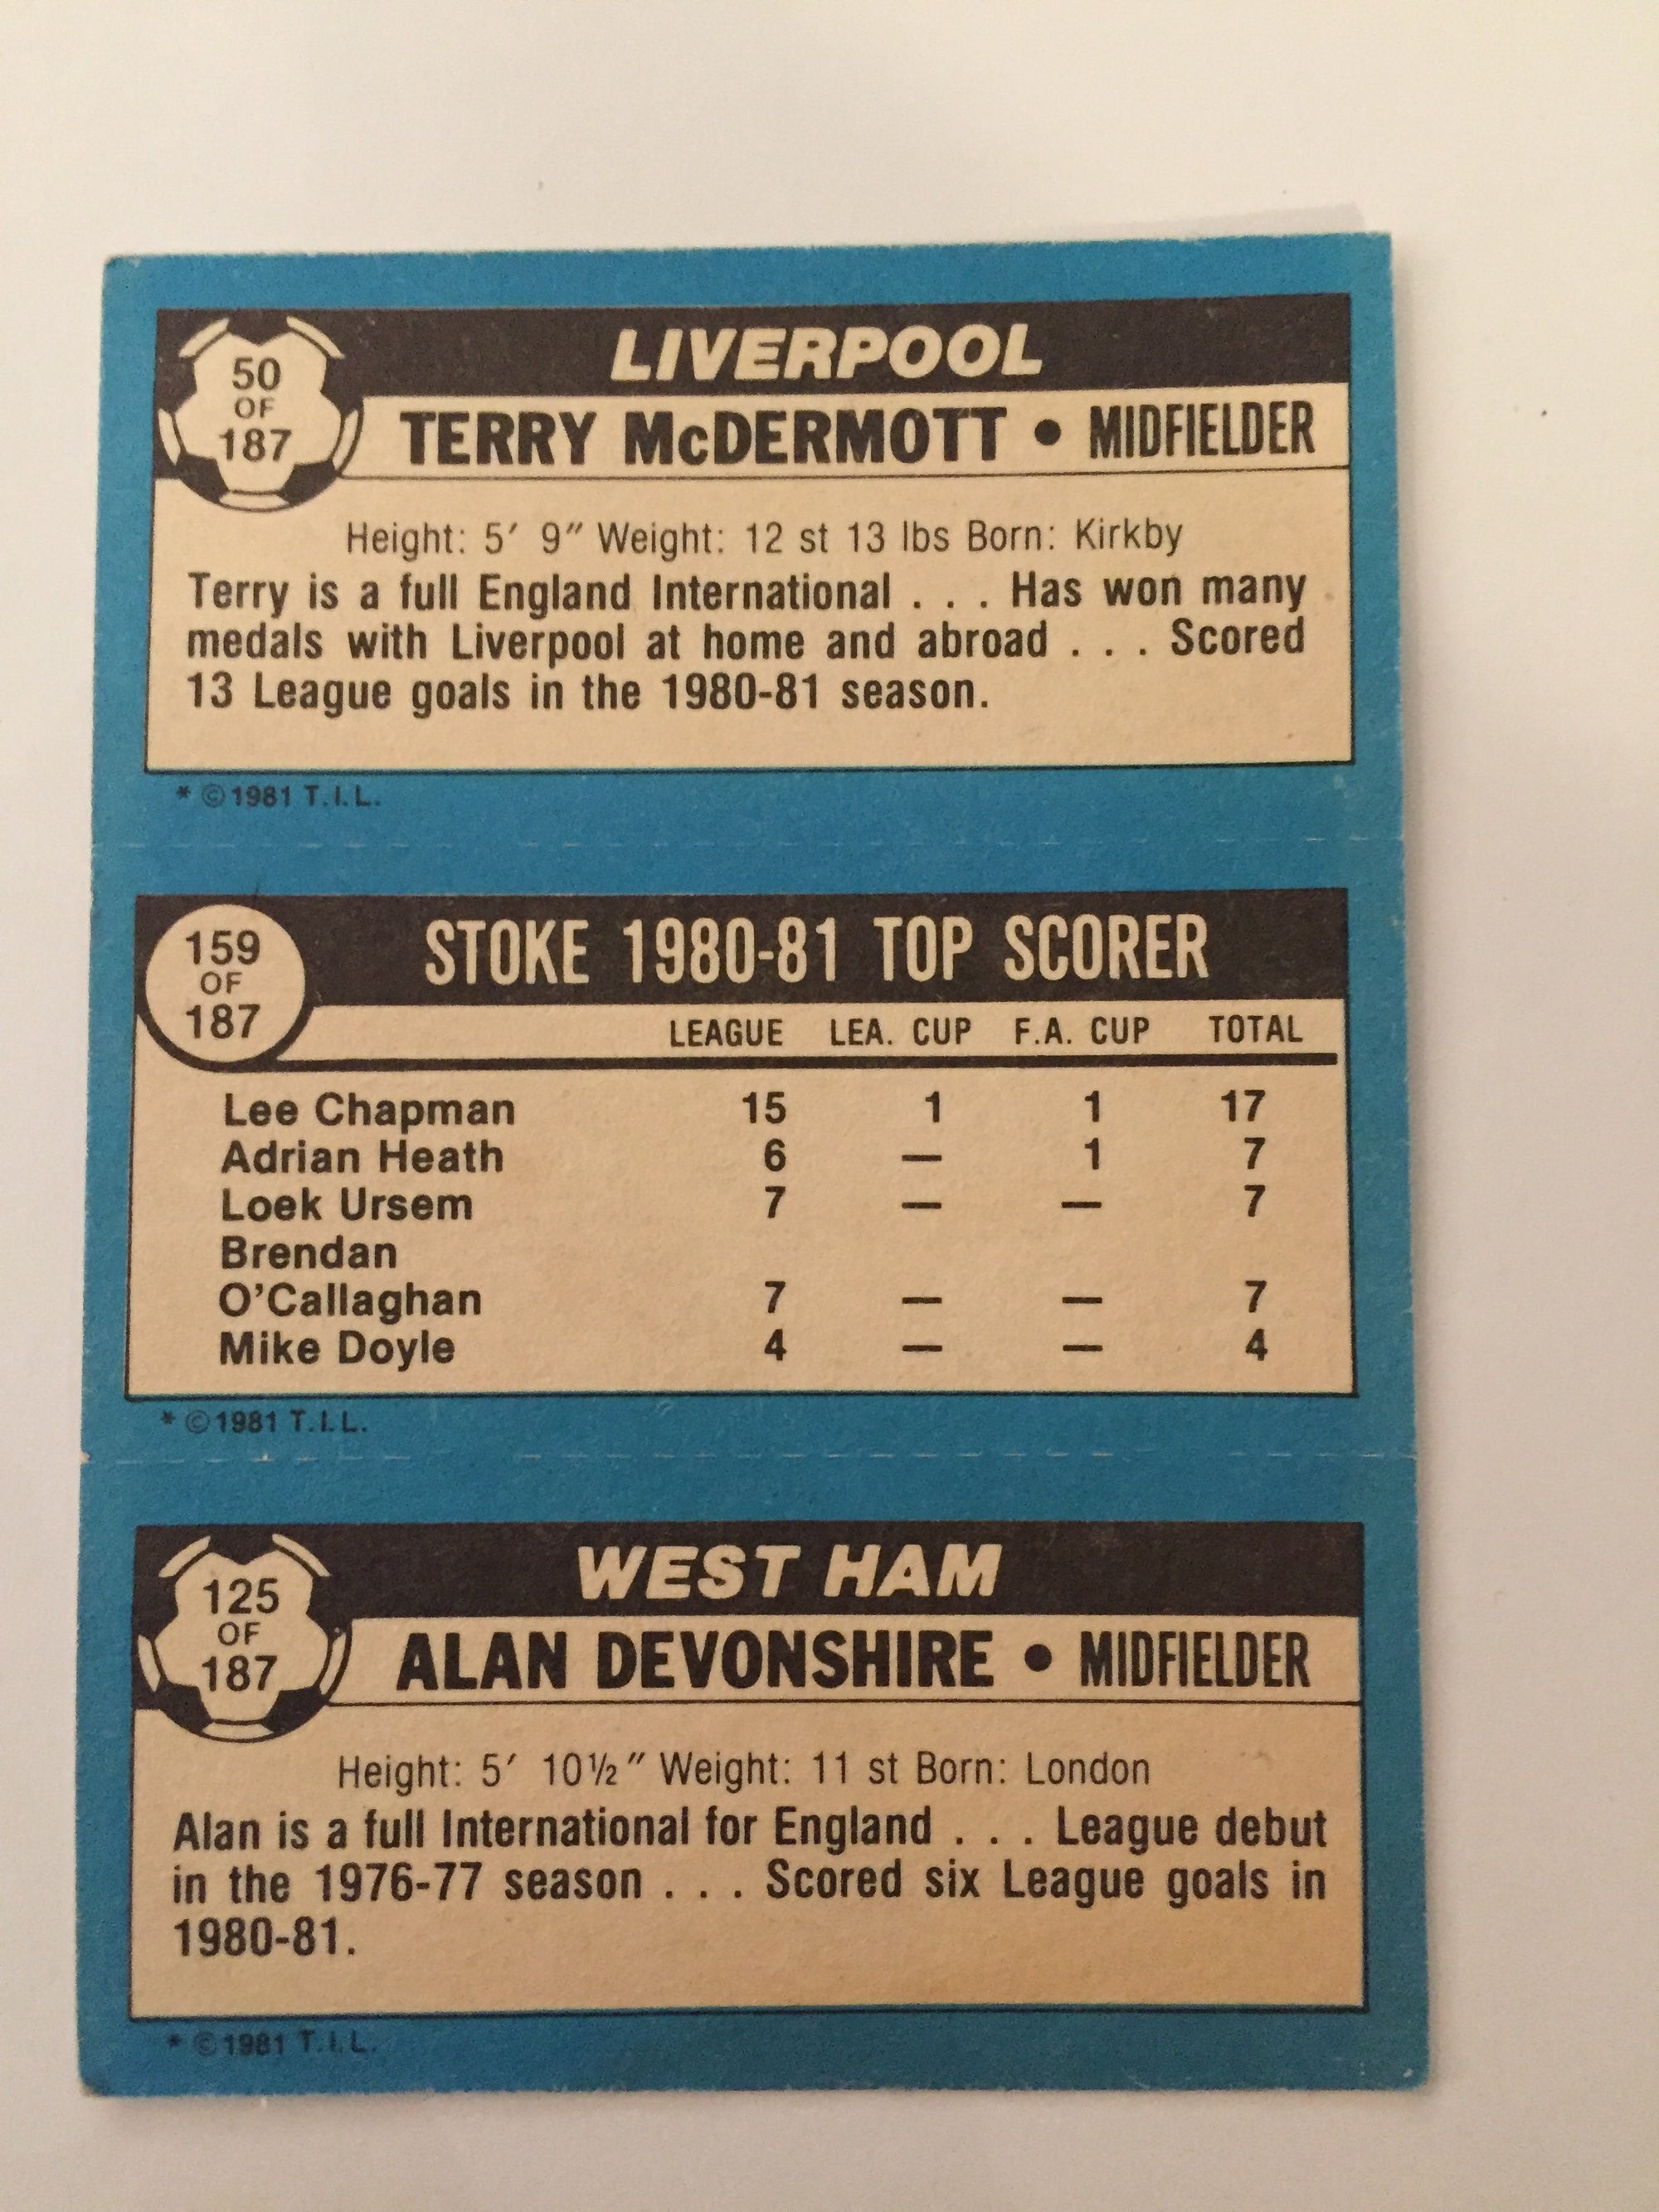 50
OF
187
LIVERPOOL
TERRY McDERMOTT • MIDFIELDER
Height: 5′ 9″ Weight: 12 st 13 lbs Born: Kirkby
Terry is a full England International . . . Has won many
medals with Liverpool at home and abroad . . . Scored
13 League goals in the 1980-81 season.
* ©1981 T.I.L.
159
OF
187
STOKE 1980-81 TOP SCORER
LEAGUE LEA. CUP F.A. CUP TOTAL
Lee Chapman 15 1 1 17
Adrian Heath 6 — 1 7
Loek Ursem 7 — — 7
Brendan
O'Callaghan 7 — — 7
Mike Doyle 4 — — 4
* ©1981 T.I.L.
125
OF
187
WEST HAM
ALAN DEVONSHIRE • MIDFIELDER
Height: 5′ 10½″ Weight: 11 st Born: London
Alan is a full International for England . . . League debut
in the 1976-77 season . . . Scored six League goals in
1980-81.
* ©1981 T.I.L.